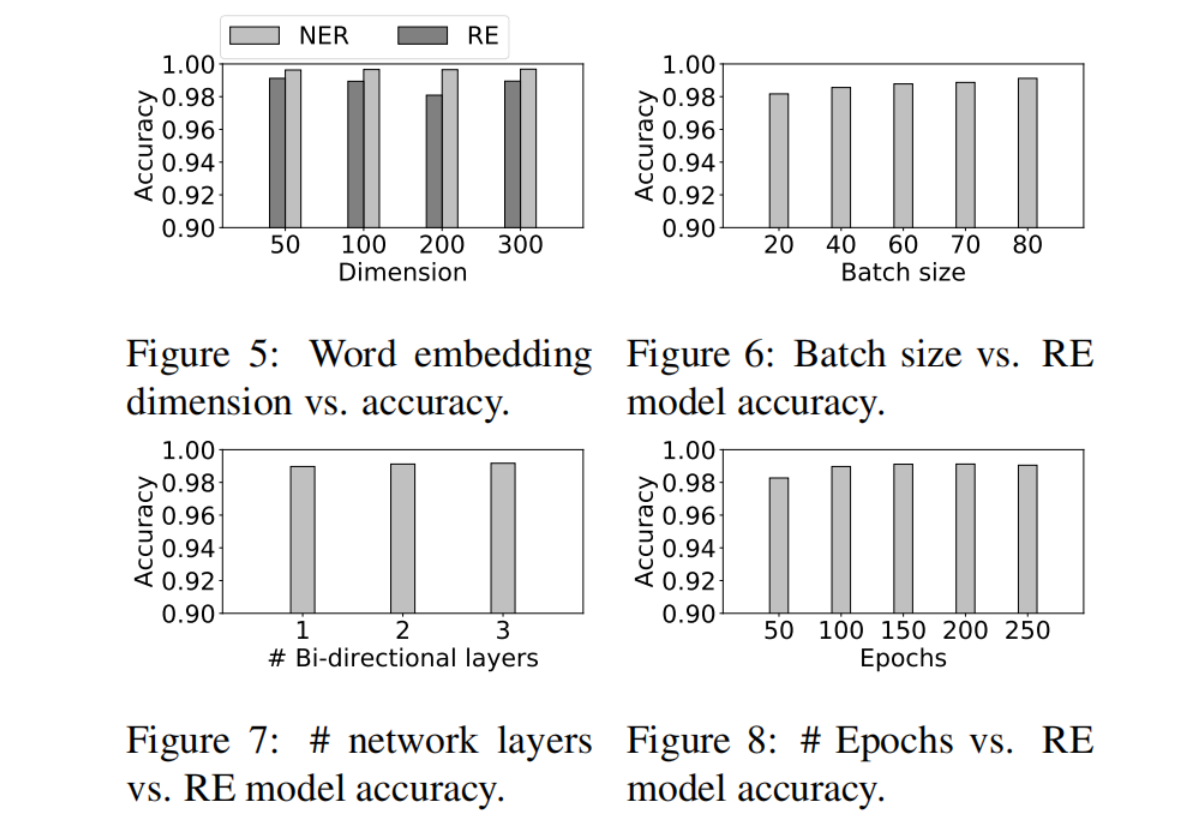 NER RE
1.00
0.98
0.96
0.94
0.92
0.90
Accuracy
50 100 200 300
Dimension
1.00
0.98
0.96
0.94
0.92
0.90
Accuracy
20 40 60 70 80
Batch size
Figure 5: Word embedding
dimension vs. accuracy.
Figure 6: Batch size vs. RE
model accuracy.
1.00
0.98
0.96
0.94
0.92
0.90
Accuracy
1 2 3
# Bi-directional layers
1.00
0.98
0.96
0.94
0.92
0.90
Accuracy
50 100 150 200 250
Epochs
Figure 7: # network layers
vs. RE model accuracy.
Figure 8: # Epochs vs. RE
model accuracy.